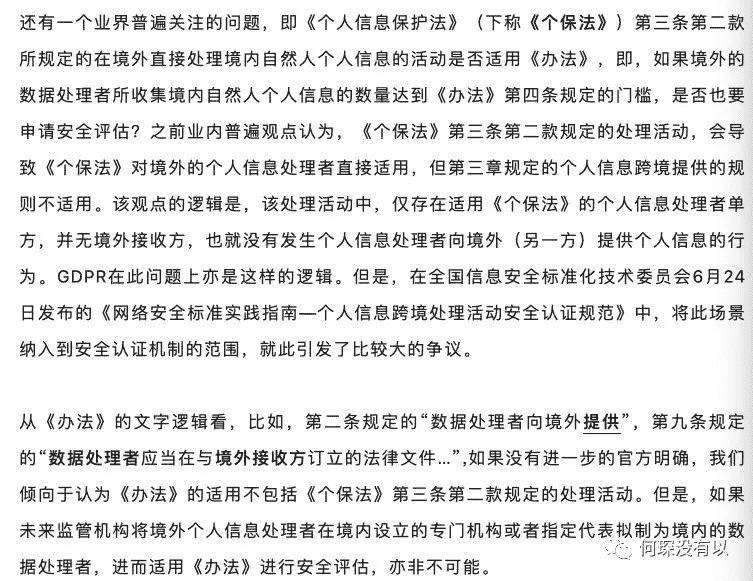 还有一个业界普遍关注的问题，即《个人信息保护法》（下称《个保法》）第三条第二款
所规定的在境外直接处理境内自然人个人信息的活动是否适用《办法》，即，如果境外的
数据处理者所收集境内自然人个人信息的数量达到《办法》第四条规定的门槛，是否也要
申请安全评估？之前业内普遍观点认为，《个保法》第三条第二款规定的处理活动，会导
致《个保法》对境外的个人信息处理者直接适用，但第三章规定的个人信息跨境提供的规
则不适用。该观点的逻辑是，该处理活动中，仅存在适用《个保法》的个人信息处理者单
方，并无境外接收方，也就没有发生个人信息处理者向境外（另一方）提供个人信息的行
为。GDPR在此问题上亦是这样的逻辑。但是，在全国信息安全标准化技术委员会6月24
日发布的《网络安全标准实践指南—个人信息跨境处理活动安全认证规范》中，将此场景
纳入到安全认证机制的范围，就此引发了比较大的争议。
从《办法》的文字逻辑看，比如，第二条规定的“数据处理者向境外提供”，第九条规定
的“数据处理者应当在与境外接收方订立的法律文件...”,如果没有进一步的官方明确，我们
倾向于认为《办法》的适用不包括《个保法》第三条第二款规定的处理活动。但是，如果
未来监管机构将境外个人信息处理者在境内设立的专门机构或者指定代表拟制为境内的数
据处理者，进而适用《办法》进行安全评估，亦非不可能。
何琛没有以